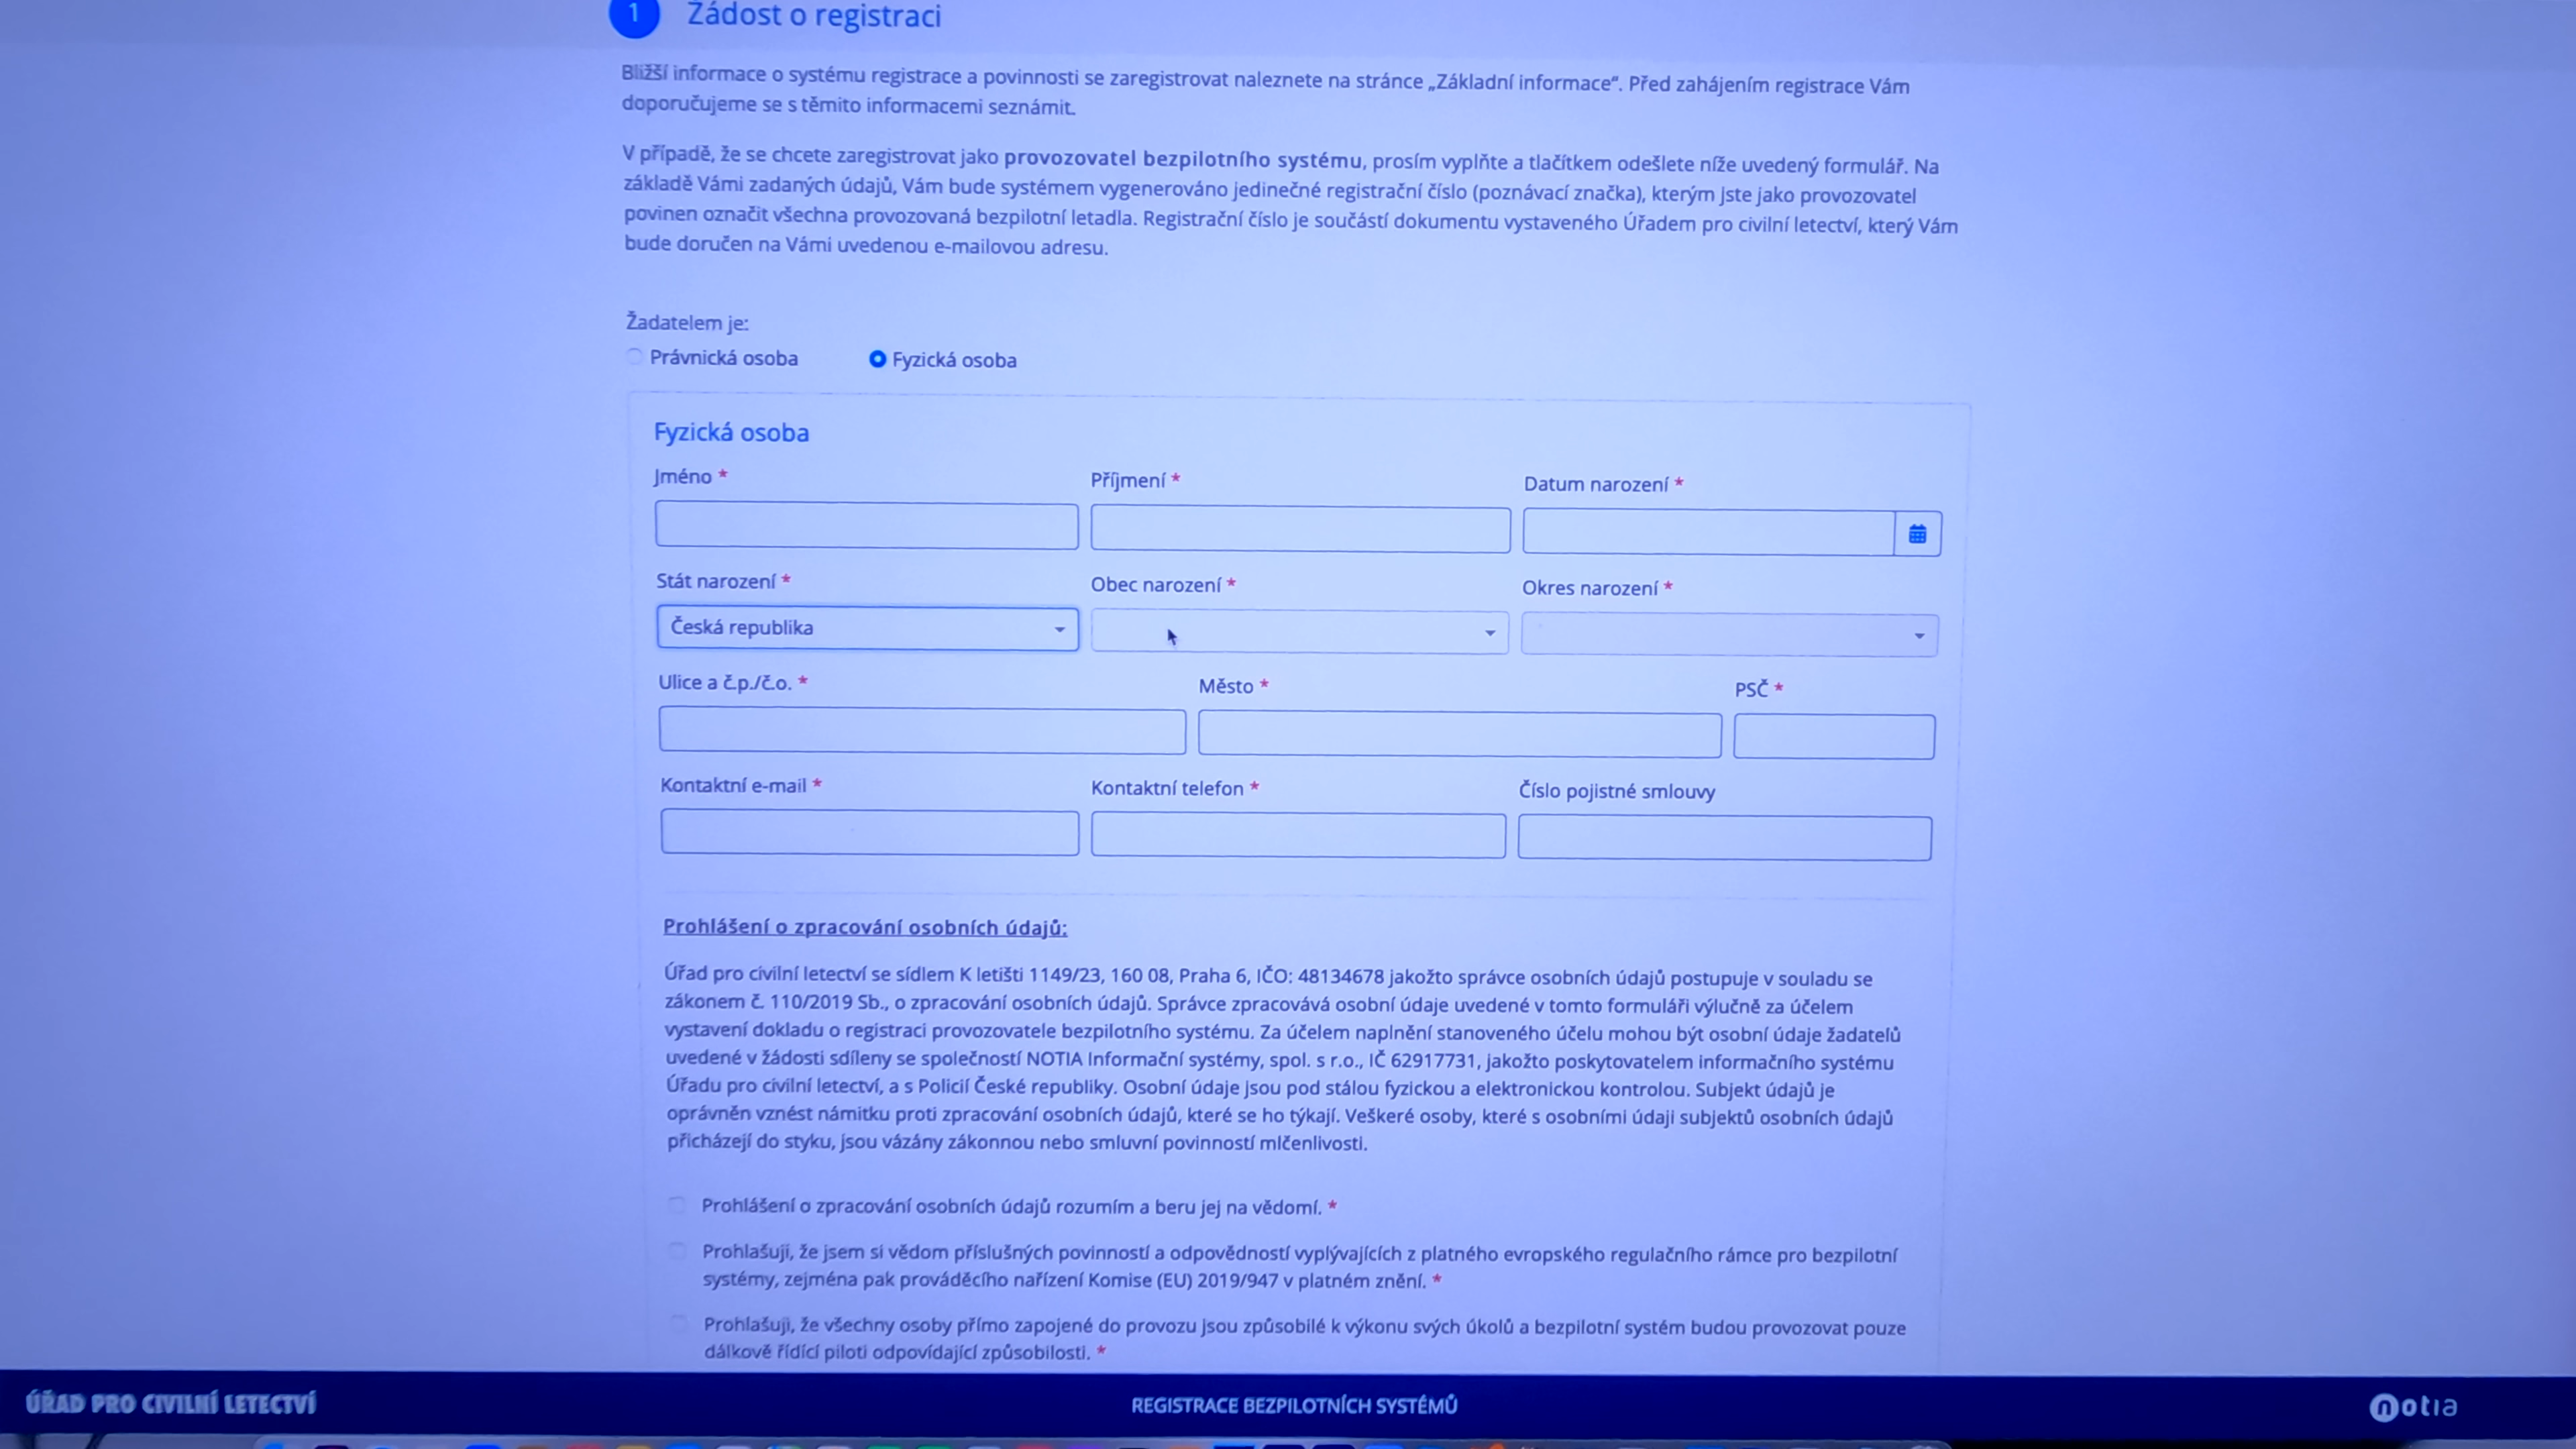 1 Žádost o registraci
Bližší informace o systému registrace a povinnosti se zaregistrovat naleznete na stránce „Základní informace“. Před zahájením registrace Vám
doporučujeme se s těmito informacemi seznámit.
V případě, že se chcete zaregistrovat jako provozovatel bezpilotního systému, prosím vyplňte a tlačítkem odešlete níže uvedený formulář. Na
základě Vámi zadaných údajů, Vám bude systémem vygenerováno jedinečné registrační číslo (poznávací značka), kterým jste jako provozovatel
povinen označit všechna provozovaná bezpilotní letadla. Registrační číslo je součástí dokumentu vystaveného Úřadem pro civilní letectví, který Vám
bude doručen na Vámi uvedenou e-mailovou adresu.
Žadatelem je:
Právnická osoba Fyzická osoba
Fyzická osoba
Jméno * Příjmení * Datum narození *
Stát narození * Obec narození * Okres narození *
Česká republika
Ulice a č.p./č.o. * Město * PSČ *
Kontaktní e-mail * Kontaktní telefon * Číslo pojistné smlouvy
Prohlášení o zpracování osobních údajů:
Úřad pro civilní letectví se sídlem K letišti 1149/23, 160 08, Praha 6, IČO: 48134678 jakožto správce osobních údajů postupuje v souladu se
zákonem č. 110/2019 Sb., o zpracování osobních údajů. Správce zpracovává osobní údaje uvedené v tomto formuláři výlučně za účelem
vystavení dokladu o registraci provozovatele bezpilotního systému. Za účelem naplnění stanoveného účelu mohou být osobní údaje žadatelů
uvedené v žádosti sdíleny se společností NOTIA Informační systémy, spol. s r.o., IČ 62917731, jakožto poskytovatelem informačního systému
Úřadu pro civilní letectví, a s Policií České republiky. Osobní údaje jsou pod stálou fyzickou a elektronickou kontrolou. Subjekt údajů je
oprávněn vznést námitku proti zpracování osobních údajů, které se ho týkají. Veškeré osoby, které s osobními údaji subjektů osobních údajů
přicházejí do styku, jsou vázány zákonnou nebo smluvní povinností mlčenlivosti.
Prohlášení o zpracování osobních údajů rozumím a beru jej na vědomí. *
Prohlašuji, že jsem si vědom příslušných povinností a odpovědností vyplývajících z platného evropského regulačního rámce pro bezpilotní
systémy, zejména pak prováděcího nařízení Komise (EU) 2019/947 v platném znění. *
Prohlašuji, že všechny osoby přímo zapojené do provozu jsou způsobilé k výkonu svých úkolů a bezpilotní systém budou provozovat pouze
dálkově řídící piloti odpovídající způsobilosti. *
ÚŘAD PRO CIVILNÍ LETECTVÍ REGISTRACE BEZPILOTNÍCH SYSTÉMŮ notia